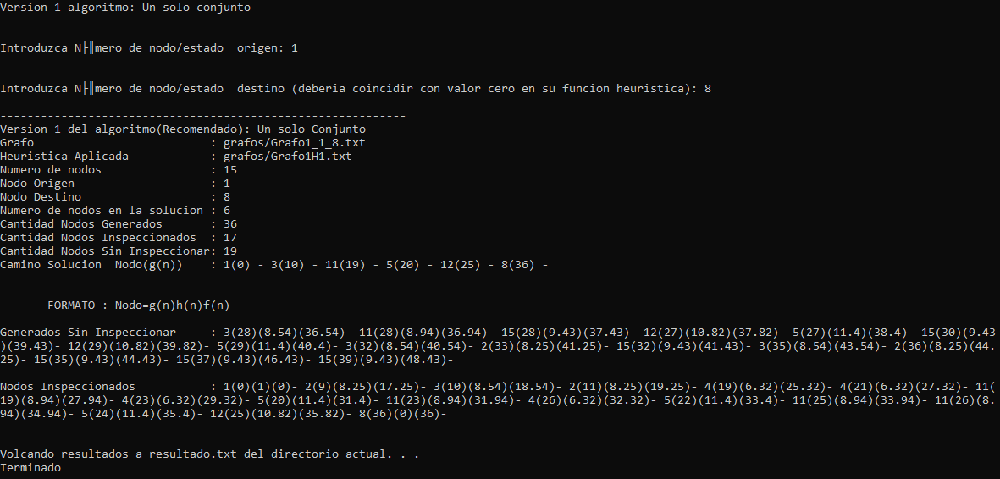 Version 1 algoritmo: Un solo conjunto
Introduzca N├║mero de nodo/estado  origen: 1
Introduzca N├║mero de nodo/estado  destino (deberia coincidir con valor cero en su funcion heuristica): 8
------------------------------------------------------------
Version 1 del algoritmo(Recomendado): Un solo Conjunto
Grafo                          : grafos/Grafo1_1_8.txt
Heuristica Aplicada            : grafos/Grafo1H1.txt
Numero de nodos                : 15
Nodo Origen                    : 1
Nodo Destino                   : 8
Numero de nodos en la solucion : 6
Cantidad Nodos Generados       : 36
Cantidad Nodos Inspeccionados  : 17
Cantidad Nodos Sin Inspeccionar: 19
Camino Solucion  Nodo(g(n))    : 1(0) - 3(10) - 11(19) - 5(20) - 12(25) - 8(36) -
- - -  FORMATO : Nodo=g(n)h(n)f(n) - - -
Generados Sin Inspeccionar     : 3(28)(8.54)(36.54)- 11(28)(8.94)(36.94)- 15(28)(9.43)(37.43)- 12(27)(10.82)(37.82)- 5(27)(11.4)(38.4)- 15(30)(9.43
)(39.43)- 12(29)(10.82)(39.82)- 5(29)(11.4)(40.4)- 3(32)(8.54)(40.54)- 2(33)(8.25)(41.25)- 15(32)(9.43)(41.43)- 3(35)(8.54)(43.54)- 2(36)(8.25)(44.
25)- 15(35)(9.43)(44.43)- 15(37)(9.43)(46.43)- 15(39)(9.43)(48.43)-
Nodos Inspeccionados           : 1(0)(1)(0)- 2(9)(8.25)(17.25)- 3(10)(8.54)(18.54)- 2(11)(8.25)(19.25)- 4(19)(6.32)(25.32)- 4(21)(6.32)(27.32)- 11(
19)(8.94)(27.94)- 4(23)(6.32)(29.32)- 5(20)(11.4)(31.4)- 11(23)(8.94)(31.94)- 4(26)(6.32)(32.32)- 5(22)(11.4)(33.4)- 11(25)(8.94)(33.94)- 11(26)(8.
94)(34.94)- 5(24)(11.4)(35.4)- 12(25)(10.82)(35.82)- 8(36)(0)(36)-
Volcando resultados a resultado.txt del directorio actual. . .
Terminado